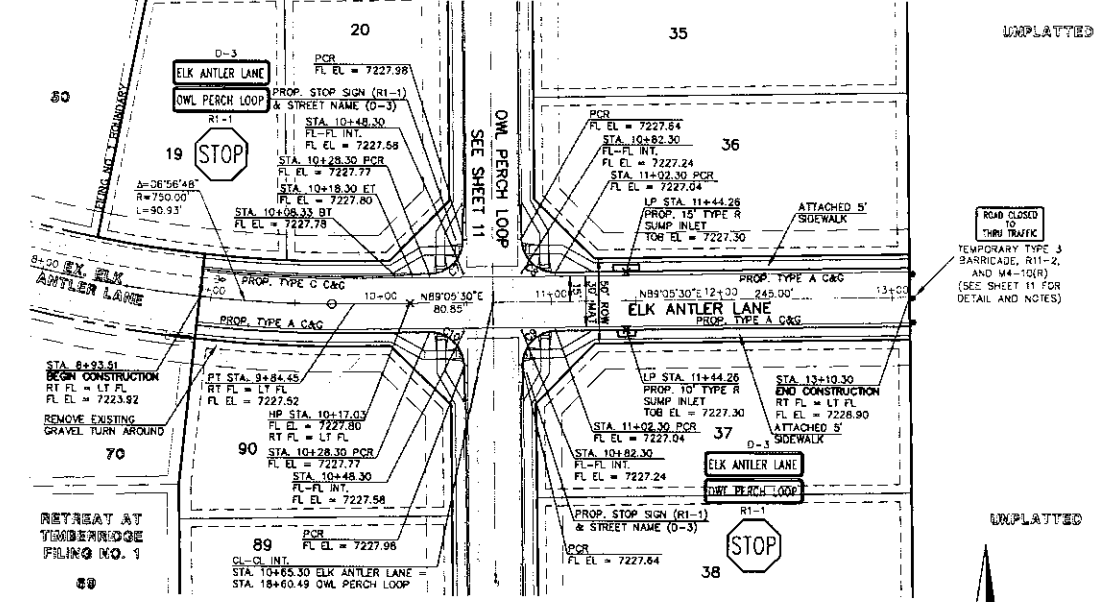 20
35
UNPLATTED
D-3
ELK ANTLER LANE
OWL PERCH LOOP
R1-1
STOP
19
60
FILING NO. 1 BOUNDARY
PCR
FL EL = 7227.98
PROP. STOP SIGN (R1-1)
& STREET NAME (D-3)
STA. 10+48.30
FL-FL INT.
FL EL = 7227.58
STA. 10+28.30 PCR
FL EL = 7227.77
STA. 10+18.30 ET
FL EL = 7227.80
STA. 10+08.33 BT
FL EL = 7227.78
Δ=06°56'48"
R=750.00'
L=90.93'
OWL PERCH LOOP
SEE SHEET 11
PCR
FL EL = 7227.64
STA. 10+82.30
FL-FL INT.
FL EL = 7227.24
36
STA. 11+02.30 PCR
FL EL = 7227.04
LP STA. 11+44.26
PROP. 15' TYPE R
SUMP INLET
TOB EL = 7227.30
ATTACHED 5'
SIDEWALK
ROAD CLOSED
TO
THRU TRAFFIC
TEMPORARY TYPE 3
BARRICADE, R11-2,
AND M4-10(R)
(SEE SHEET 11 FOR
DETAIL AND NOTES)
8+00 EX. ELK
ANTLER LANE
PROP. TYPE C C&G
PROP. TYPE A C&G
10+00
N89°05'30"E
80.85'
11+00
15'
30' MAT
50' ROW
N89°05'30"E 12+00 245.00'
13+00
ELK ANTLER LANE
PROP. TYPE A C&G
PROP. TYPE A C&G
STA. 8+93.51
BEGIN CONSTRUCTION
RT FL = LT FL
FL EL = 7223.92
REMOVE EXISTING
GRAVEL TURN AROUND
70
PT STA. 9+84.45
RT FL = LT FL
FL EL = 7227.52
HP STA. 10+17.03
FL EL = 7227.80
RT FL = LT FL
90
STA. 10+28.30 PCR
FL EL = 7227.77
STA. 10+48.30
FL-FL INT.
FL EL = 7227.58
LP STA. 11+44.26
PROP. 10' TYPE R
SUMP INLET
TOB EL = 7227.30
STA. 13+10.30
END CONSTRUCTION
RT FL = LT FL
FL EL = 7228.90
ATTACHED 5'
SIDEWALK
STA. 11+02.30 PCR
FL EL = 7227.04
37
STA. 10+82.30
FL-FL INT.
FL EL = 7227.24
D-3
ELK ANTLER LANE
OWL PERCH LOOP
R1-1
STOP
PROP. STOP SIGN (R1-1)
& STREET NAME (D-3)
UNPLATTED
RETREAT AT
TIMBERRIDGE
FILING NO. 1
69
89
PCR
FL EL = 7227.98
CL-CL INT.
STA. 10+65.30 ELK ANTLER LANE =
STA. 18+60.49 OWL PERCH LOOP
PCR
FL EL = 7227.64
38